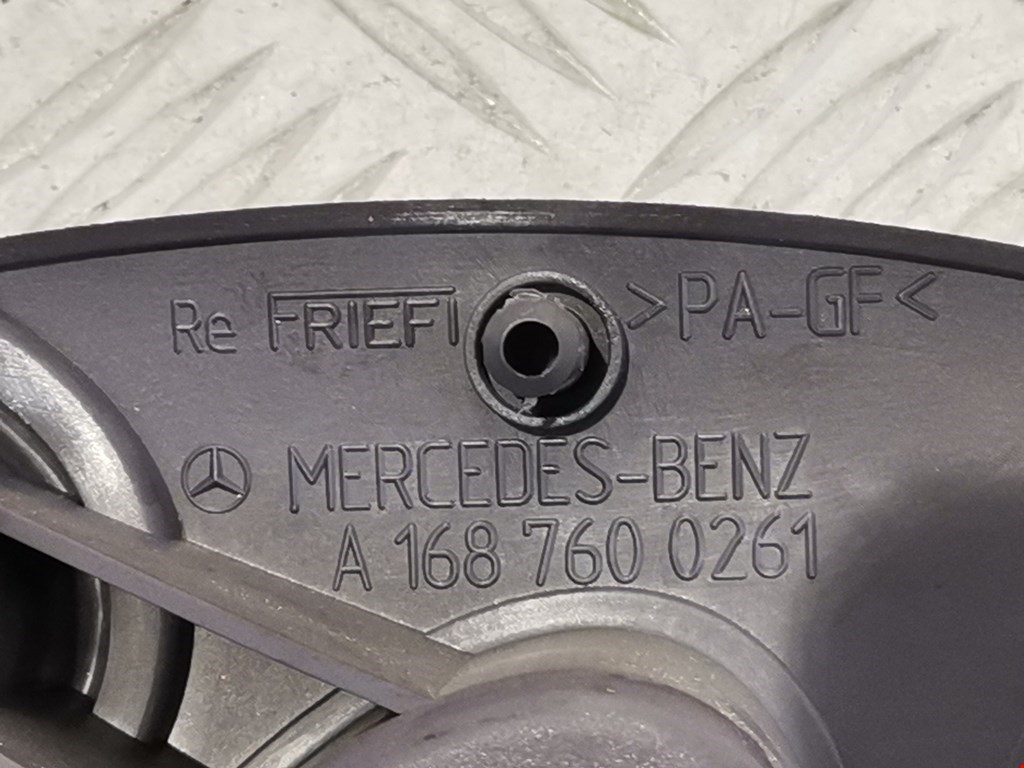 Re FRIEFI >PA-GF<
MERCEDES-BENZ
A 168 760 0261